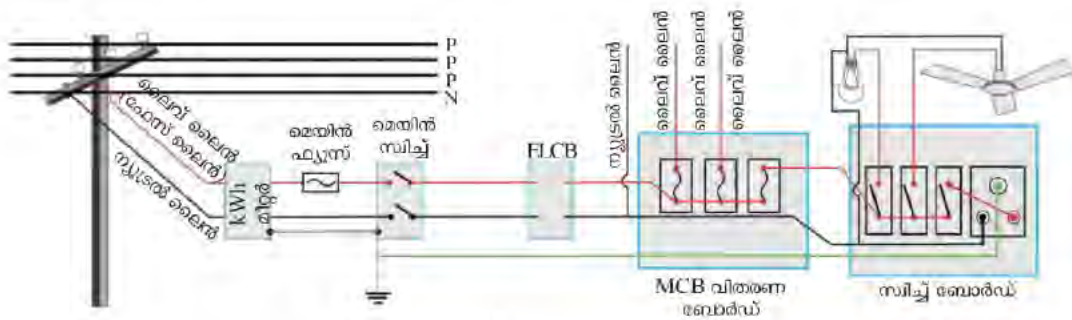 P
P
P
N
ലൈവ് ലൈൻ
(ഫേസ് ലൈൻ)
ന്യൂട്രൽ ലൈൻ
kWh
മീറ്റർ
മെയിൻ
ഫ്യൂസ്
മെയിൻ
സ്വിച്ച്
ELCB
ന്യൂട്രൽ ലൈൻ
ലൈവ് ലൈൻ
ലൈവ് ലൈൻ
ലൈവ് ലൈൻ
MCB വിതരണ
ബോർഡ്
സ്വിച്ച് ബോർഡ്